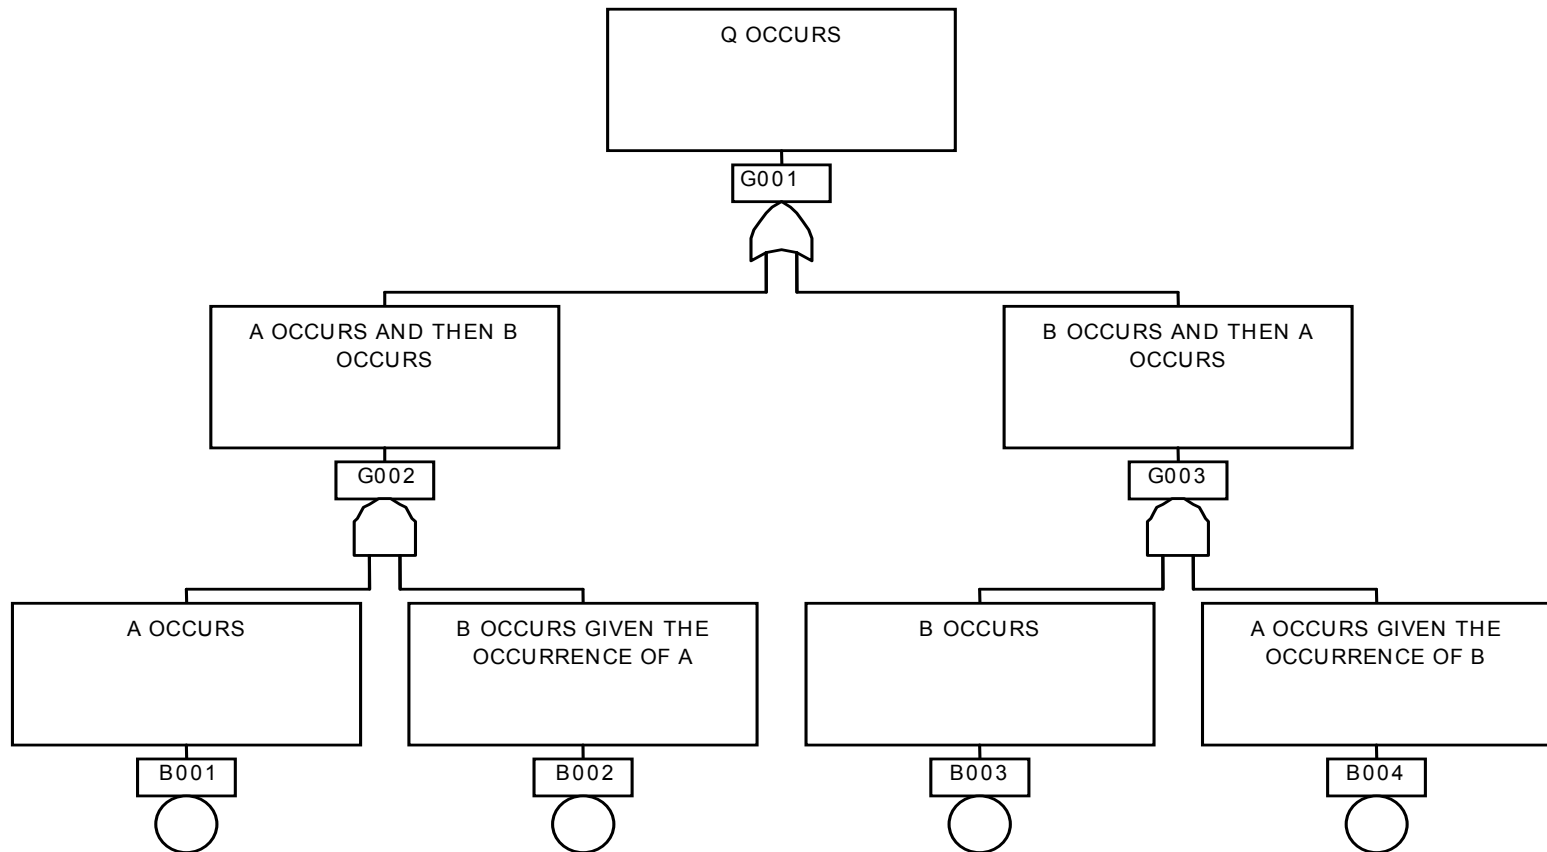 Q OCCURS
G001
A OCCURS AND THEN B
OCCURS
B OCCURS AND THEN A
OCCURS
G002
G003
A OCCURS
B OCCURS GIVEN THE
OCCURRENCE OF A
B OCCURS
A OCCURS GIVEN THE
OCCURRENCE OF B
B001
B002
B003
B004